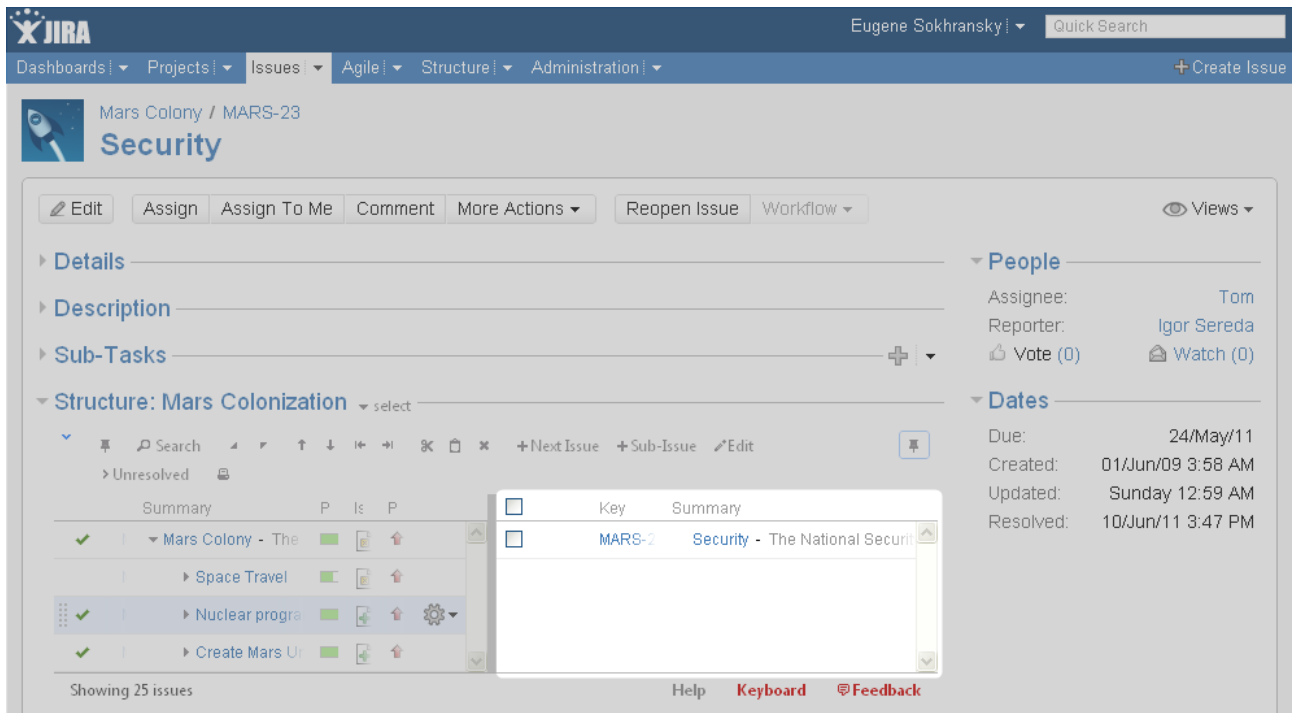 JIRA Eugene Sokhransky Quick Search
Dashboards Projects Issues Agile Structure Administration + Create Issue
Mars Colony / MARS-23
Security
Edit Assign Assign To Me Comment More Actions Reopen Issue Workflow Views
Details
Description
Sub-Tasks
Structure: Mars Colonization select
Search + Next Issue + Sub-Issue Edit
> Unresolved
Summary P Is P
Mars Colony - The
Space Travel
Nuclear progra
Create Mars Ur
Key Summary
MARS-2 Security - The National Securit
Showing 25 issues Help Keyboard Feedback
People
Assignee: Tom
Reporter: Igor Sereda
Vote (0) Watch (0)
Dates
Due: 24/May/11
Created: 01/Jun/09 3:58 AM
Updated: Sunday 12:59 AM
Resolved: 10/Jun/11 3:47 PM